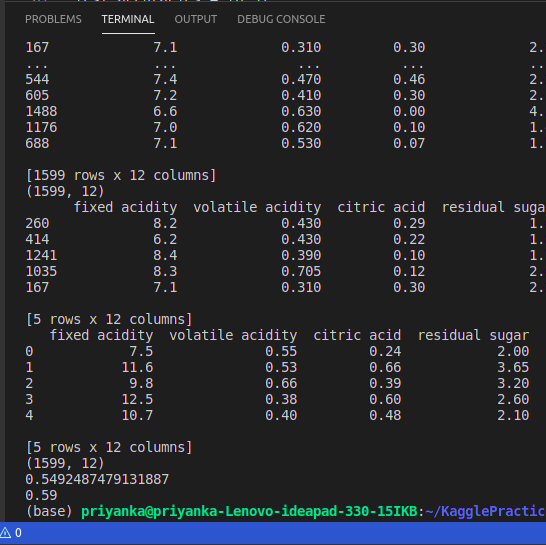 PROBLEMS TERMINAL OUTPUT DEBUG CONSOLE
167 7.1 0.310 0.30 2.
... ... ... ... ..
544 7.4 0.470 0.46 2.
605 7.2 0.410 0.30 2.
1488 6.6 0.630 0.00 4.
1176 7.0 0.620 0.10 1.
688 7.1 0.530 0.07 1.
[1599 rows x 12 columns]
(1599, 12)
fixed acidity volatile acidity citric acid residual suga
260 8.2 0.430 0.29 1.
414 6.2 0.430 0.22 1.
1241 8.4 0.390 0.10 1.
1035 8.3 0.705 0.12 2.
167 7.1 0.310 0.30 2.
[5 rows x 12 columns]
fixed acidity volatile acidity citric acid residual sugar
0 7.5 0.55 0.24 2.00
1 11.6 0.53 0.66 3.65
2 9.8 0.66 0.39 3.20
3 12.5 0.38 0.60 2.60
4 10.7 0.40 0.48 2.10
[5 rows x 12 columns]
(1599, 12)
0.5492487479131887
0.59
(base) priyanka@priyanka-Lenovo-ideapad-330-15IKB:~/KagglePractic
0